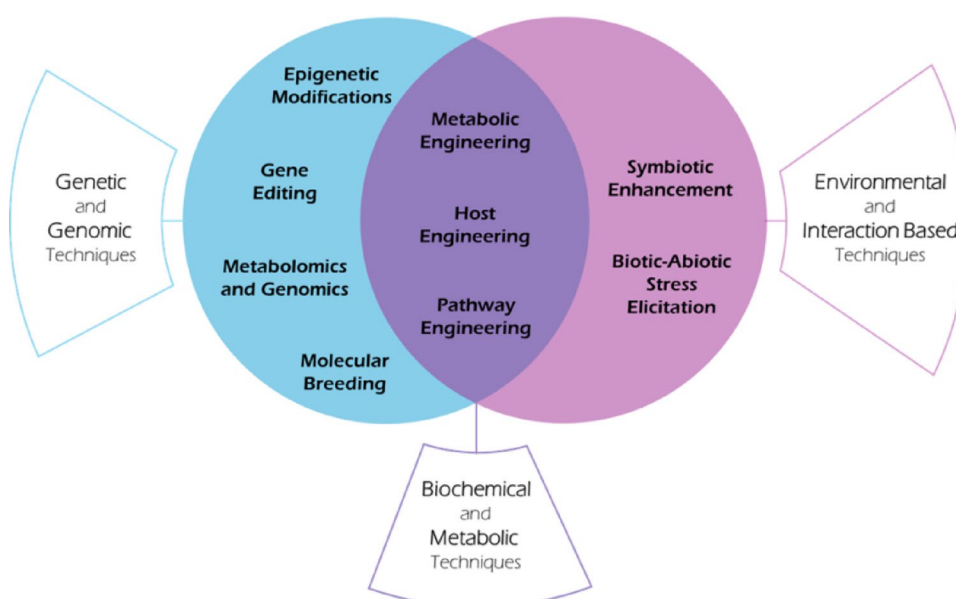 Epigenetic
Modifications
Gene
Editing
Metabolomics
and Genomics
Molecular
Breeding
Metabolic
Engineering
Host
Engineering
Pathway
Engineering
Symbiotic
Enhancement
Biotic-Abiotic
Stress
Elicitation
Genetic
and
Genomic
Techniques
Environmental
and
Interaction Based
Techniques
Biochemical
and
Metabolic
Techniques